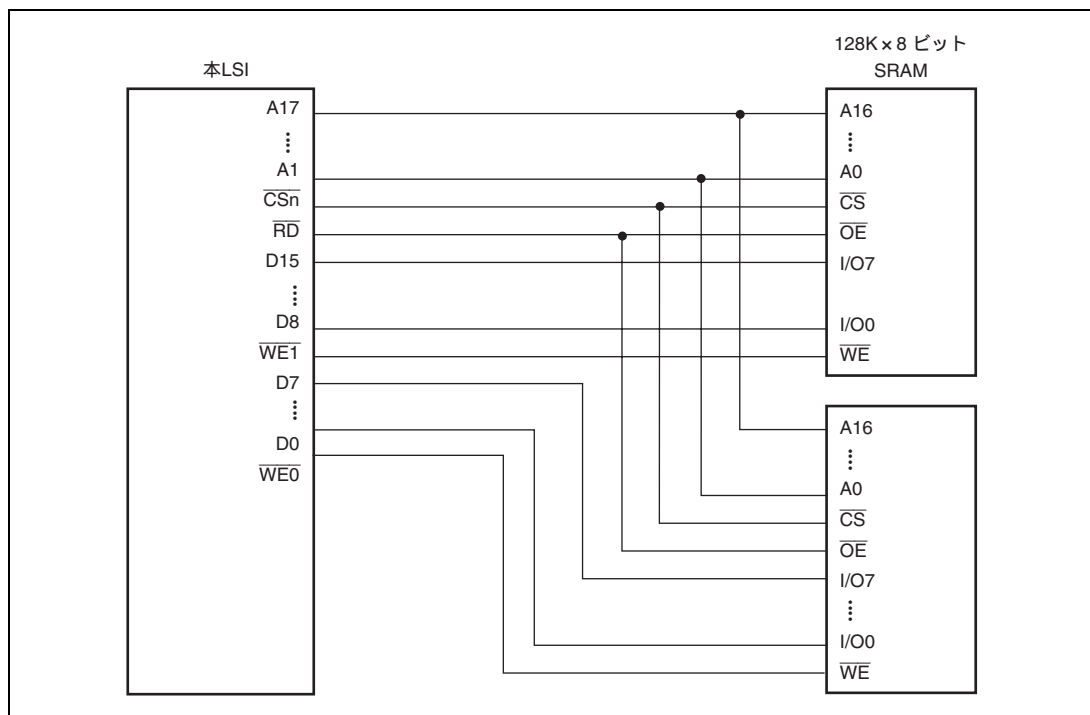 本LSI
A17
A1
CSn
RD
D15
D8
WE1
D7
D0
WE0
128K×8 ビット
SRAM
A16
A0
CS
OE
I/O7
I/O0
WE
A16
A0
CS
OE
I/O7
I/O0
WE